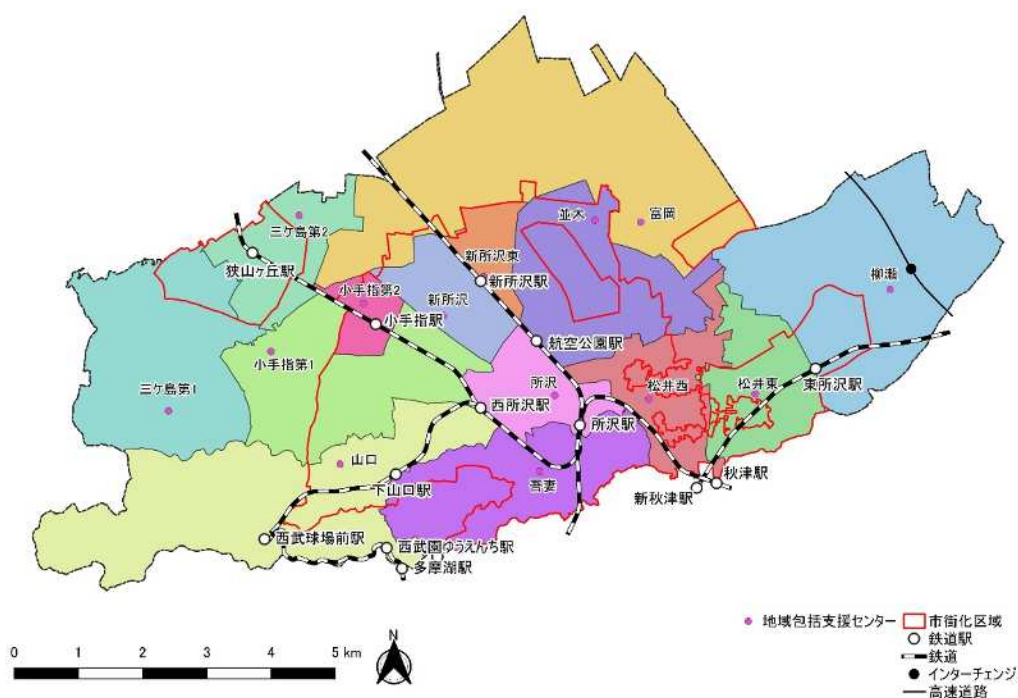 並木
富岡
三ケ島第2
新所沢東
狭山ヶ丘駅
新所沢駅
柳瀬
小手指第2
新所沢
小手指駅
航空公園駅
小手指第1
東所沢駅
三ケ島第1
所沢
松井西
松井東
西所沢駅
所沢駅
山口
吾妻
下山口駅
秋津駅
新秋津駅
西武球場前駅
西武園ゆうえんち駅
多摩湖駅
地域包括支援センター
市街化区域
鉄道駅
鉄道
インターチェンジ
高速道路
0 1 2 3 4 5 km
N